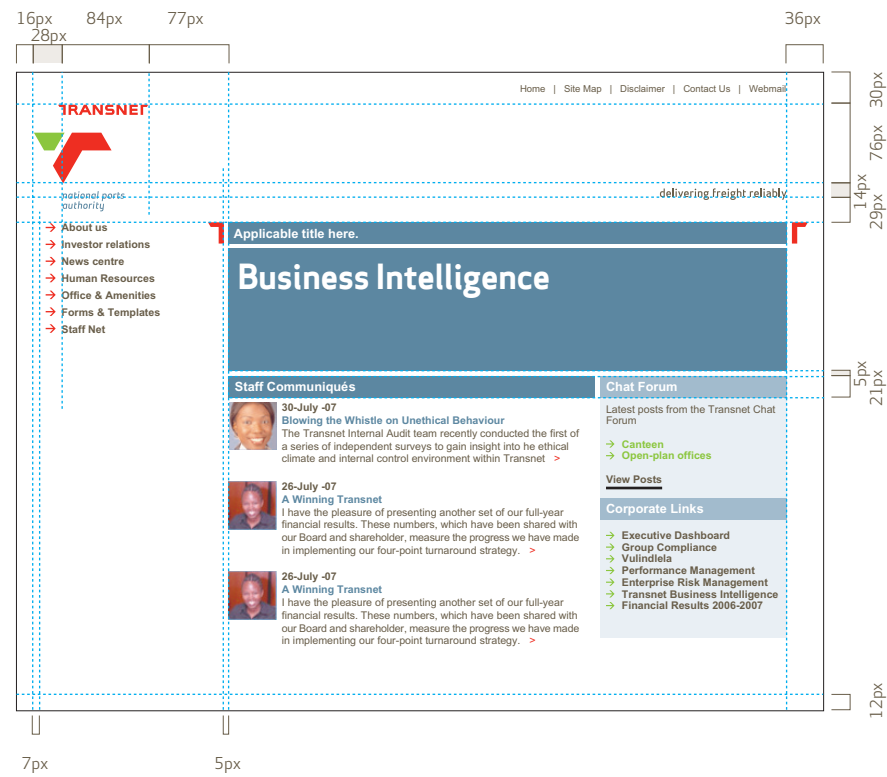 16px 84px 77px 36px
28px
Home | Site Map | Disclaimer | Contact Us | Webmail
30px
TRANSNET
76px
national ports
authority
delivering freight reliably
14px
29px
About us
Investor relations
News centre
Human Resources
Office & Amenities
Forms & Templates
Staff Net
Applicable title here.
Business Intelligence
5px
21px
Staff Communiqués
30-July -07
Blowing the Whistle on Unethical Behaviour
The Transnet Internal Audit team recently conducted the first of
a series of independent surveys to gain insight into he ethical
climate and internal control environment within Transnet >
26-July -07
A Winning Transnet
I have the pleasure of presenting another set of our full-year
financial results. These numbers, which have been shared with
our Board and shareholder, measure the progress we have made
in implementing our four-point turnaround strategy. >
26-July -07
A Winning Transnet
I have the pleasure of presenting another set of our full-year
financial results. These numbers, which have been shared with
our Board and shareholder, measure the progress we have made
in implementing our four-point turnaround strategy. >
Chat Forum
Latest posts from the Transnet Chat
Forum
Canteen
Open-plan offices
View Posts
Corporate Links
Executive Dashboard
Group Compliance
Vulindlela
Performance Management
Enterprise Risk Management
Transnet Business Intelligence
Financial Results 2006-2007
12px
7px 5px